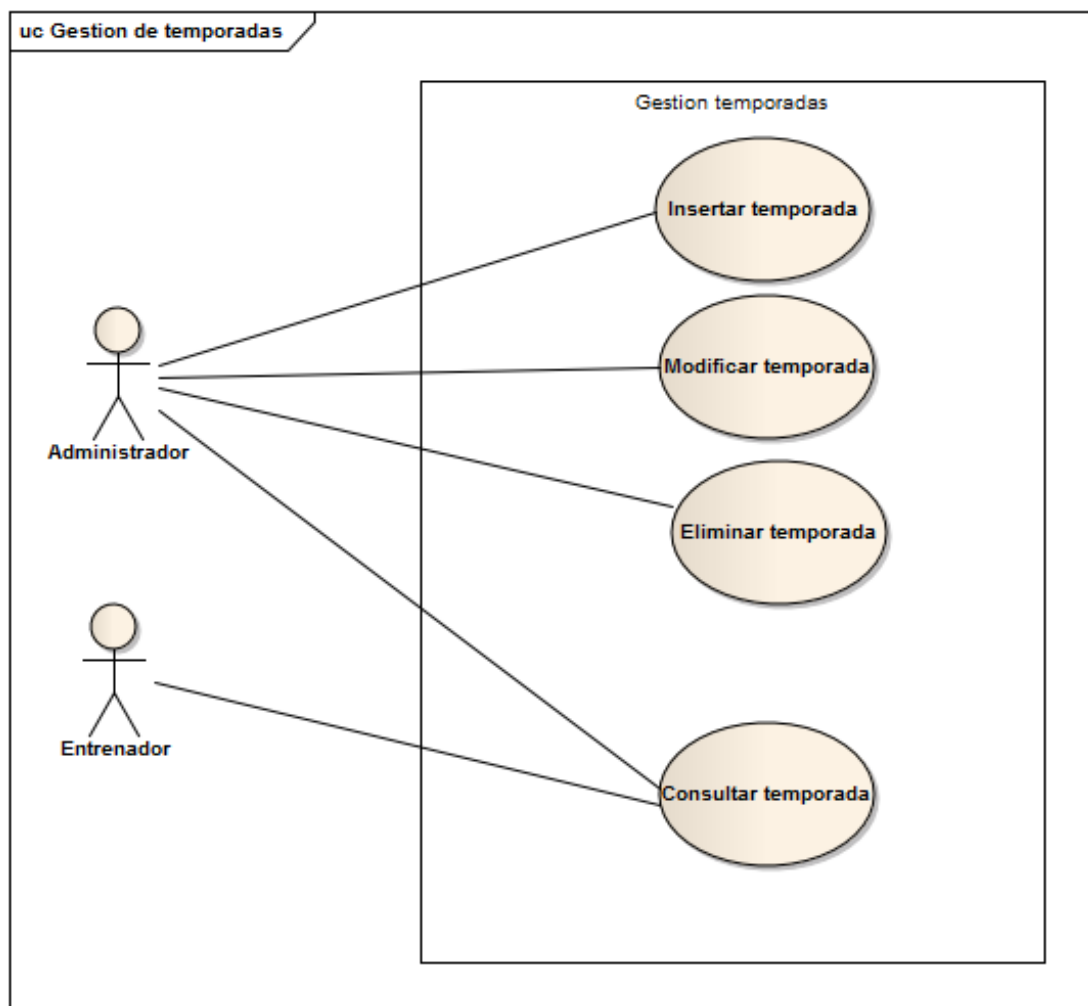 uc Gestion de temporadas
Gestion temporadas
Insertar temporada
Modificar temporada
Administrador
Eliminar temporada
Entrenador
Consultar temporada